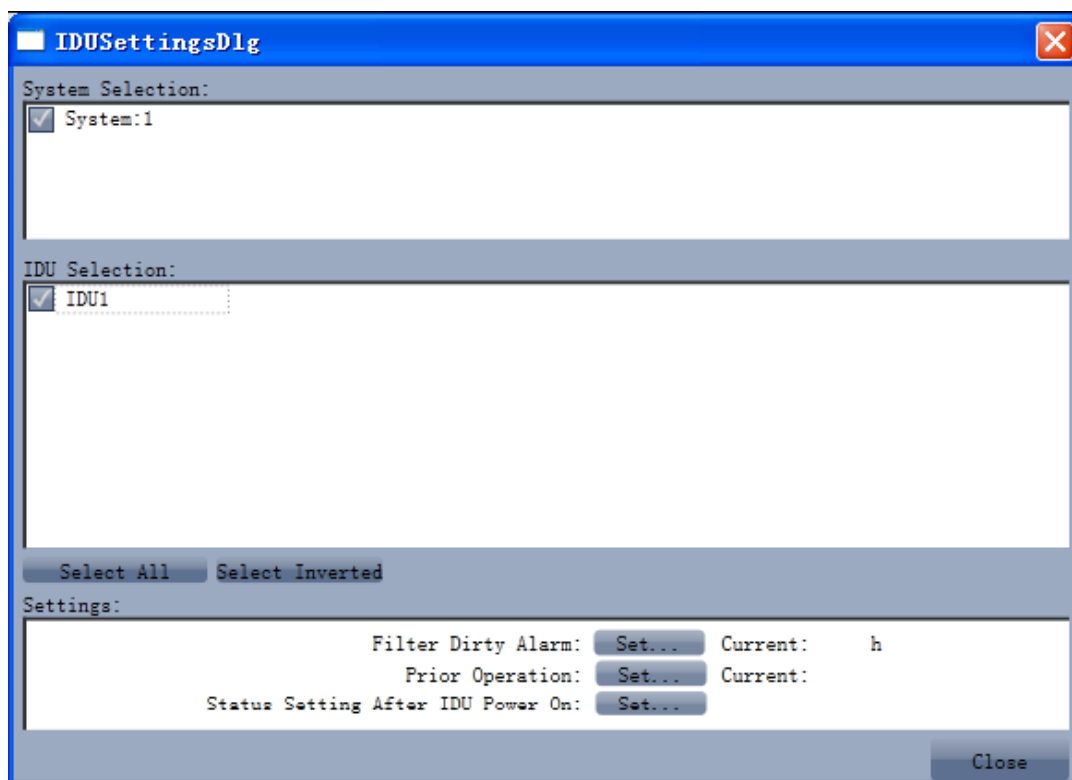 IDUSettingsDlg
System Selection:
System:1
IDU Selection:
IDU1
Select All Select Inverted
Settings:
Filter Dirty Alarm: Set... Current: h
Prior Operation: Set... Current:
Status Setting After IDU Power On: Set...
Close